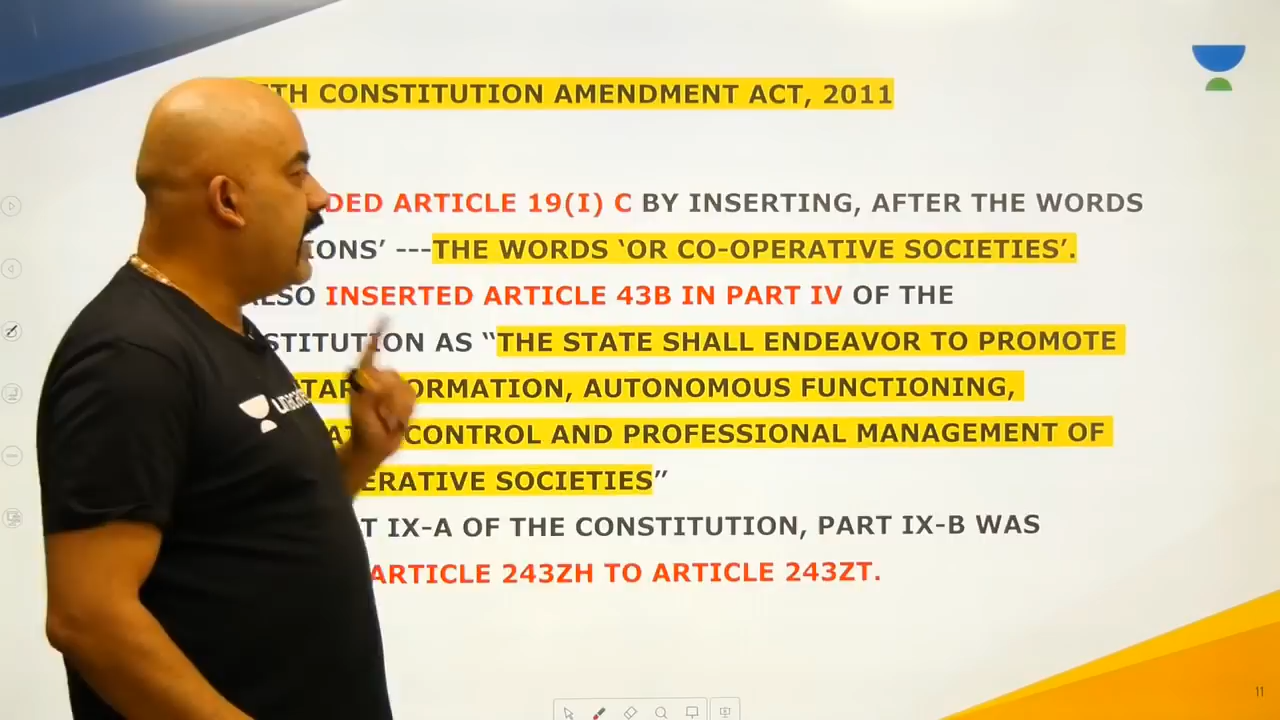 TH CONSTITUTION AMENDMENT ACT, 2011
DED ARTICLE 19(I) C BY INSERTING, AFTER THE WORDS
IONS’ ---THE WORDS ‘OR CO-OPERATIVE SOCIETIES’.
ALSO INSERTED ARTICLE 43B IN PART IV OF THE
STITUTION AS “THE STATE SHALL ENDEAVOR TO PROMOTE
ORMATION, AUTONOMOUS FUNCTIONING,
CONTROL AND PROFESSIONAL MANAGEMENT OF
ERATIVE SOCIETIES”
T IX-A OF THE CONSTITUTION, PART IX-B WAS
ARTICLE 243ZH TO ARTICLE 243ZT.
11